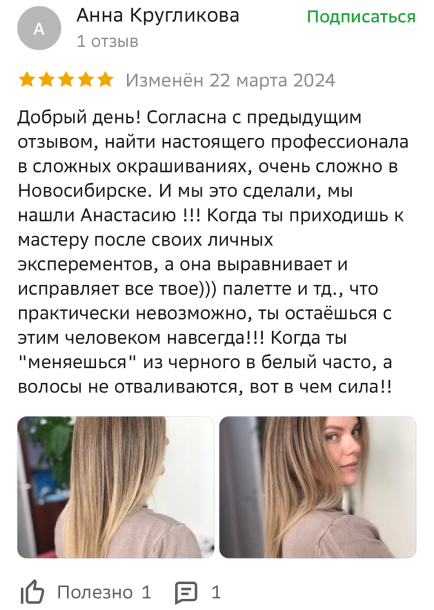 А
Анна Кругликова
Подписаться
1 отзыв
Изменён 22 марта 2024
Добрый день! Согласна с предыдущим
отзывом, найти настоящего профессионала
в сложных окрашиваниях, очень сложно в
Новосибирске. И мы это сделали, мы
нашли Анастасию !!! Когда ты приходишь к
мастеру после своих личных
эксперементов, а она выравнивает и
исправляет все твое))) палетте и тд., что
практически невозможно, ты остаёшься с
этим человеком навсегда!!! Когда ты
"меняешься" из черного в белый часто, а
волосы не отваливаются, вот в чем сила!!
Полезно 1
1